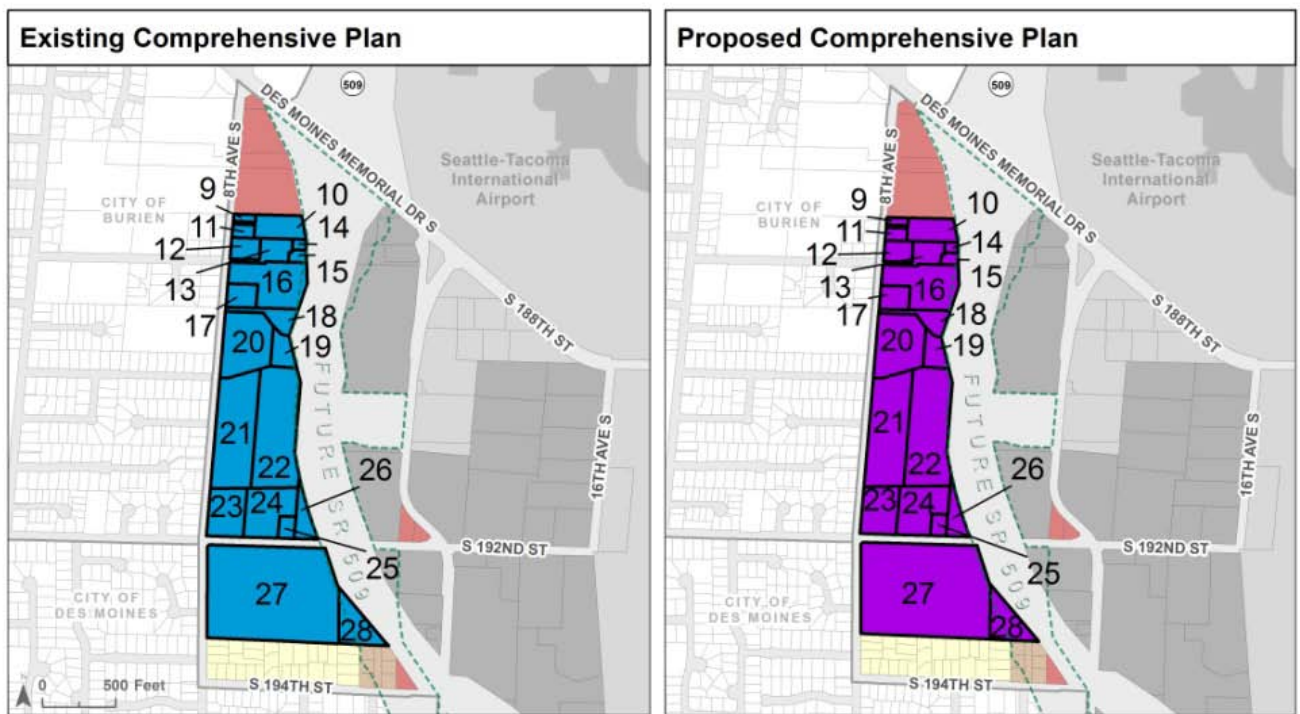 Existing Comprehensive Plan
509
DES MOINES MEMORIAL DR S
8TH AVE S
Seattle-Tacoma
International
Airport
CITY OF
BURIEN
9
10
11
14
12
13
16
15
17
18
20
19
S 188TH ST
FUTURE SR 509
21
22
26
16TH AVE S
23
24
25
S 192ND ST
27
CITY OF
DES MOINES
28
S 194TH ST
N
0 500 Feet
Proposed Comprehensive Plan
509
DES MOINES MEMORIAL DR S
8TH AVE S
Seattle-Tacoma
International
Airport
CITY OF
BURIEN
9
10
11
14
12
13
16
15
17
18
20
19
S 188TH ST
FUTURE SR 509
21
22
26
16TH AVE S
23
24
25
S 192ND ST
27
CITY OF
DES MOINES
28
S 194TH ST